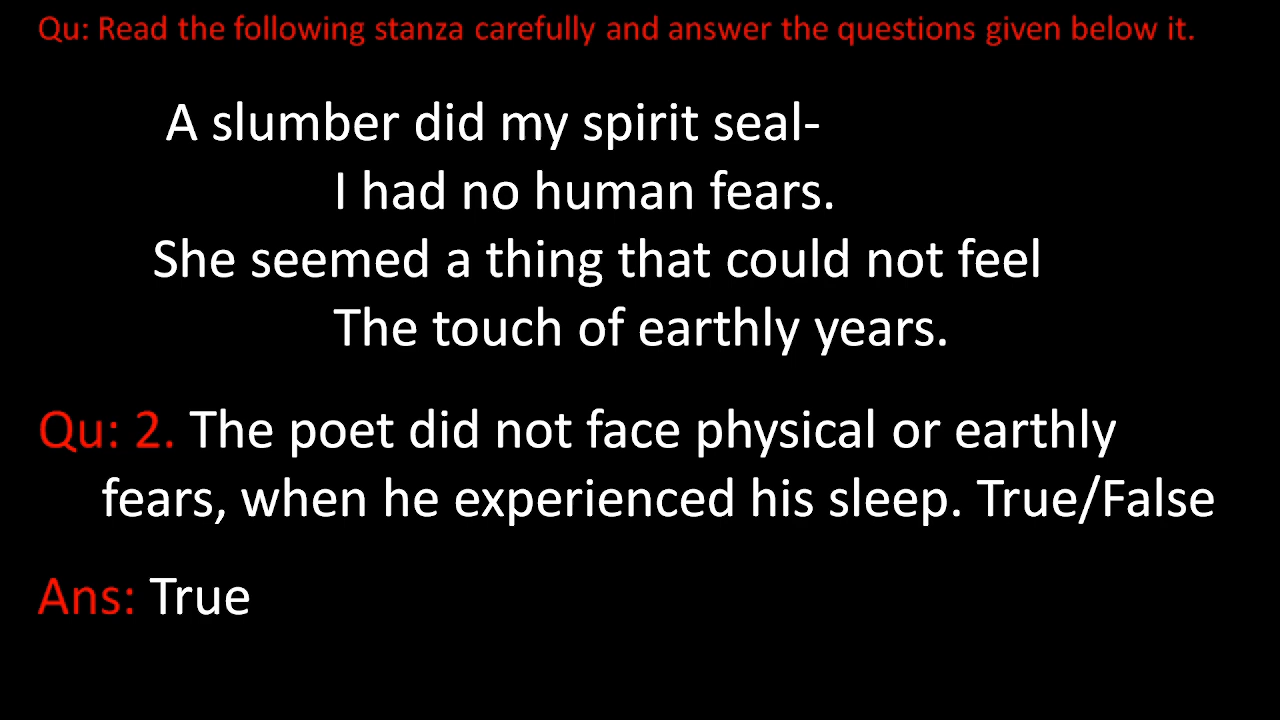 Qu: Read the following stanza carefully and answer the questions given below it.
A slumber did my spirit seal-
I had no human fears.
She seemed a thing that could not feel
The touch of earthly years.
Qu: 2. The poet did not face physical or earthly
fears, when he experienced his sleep. True/False
Ans: True